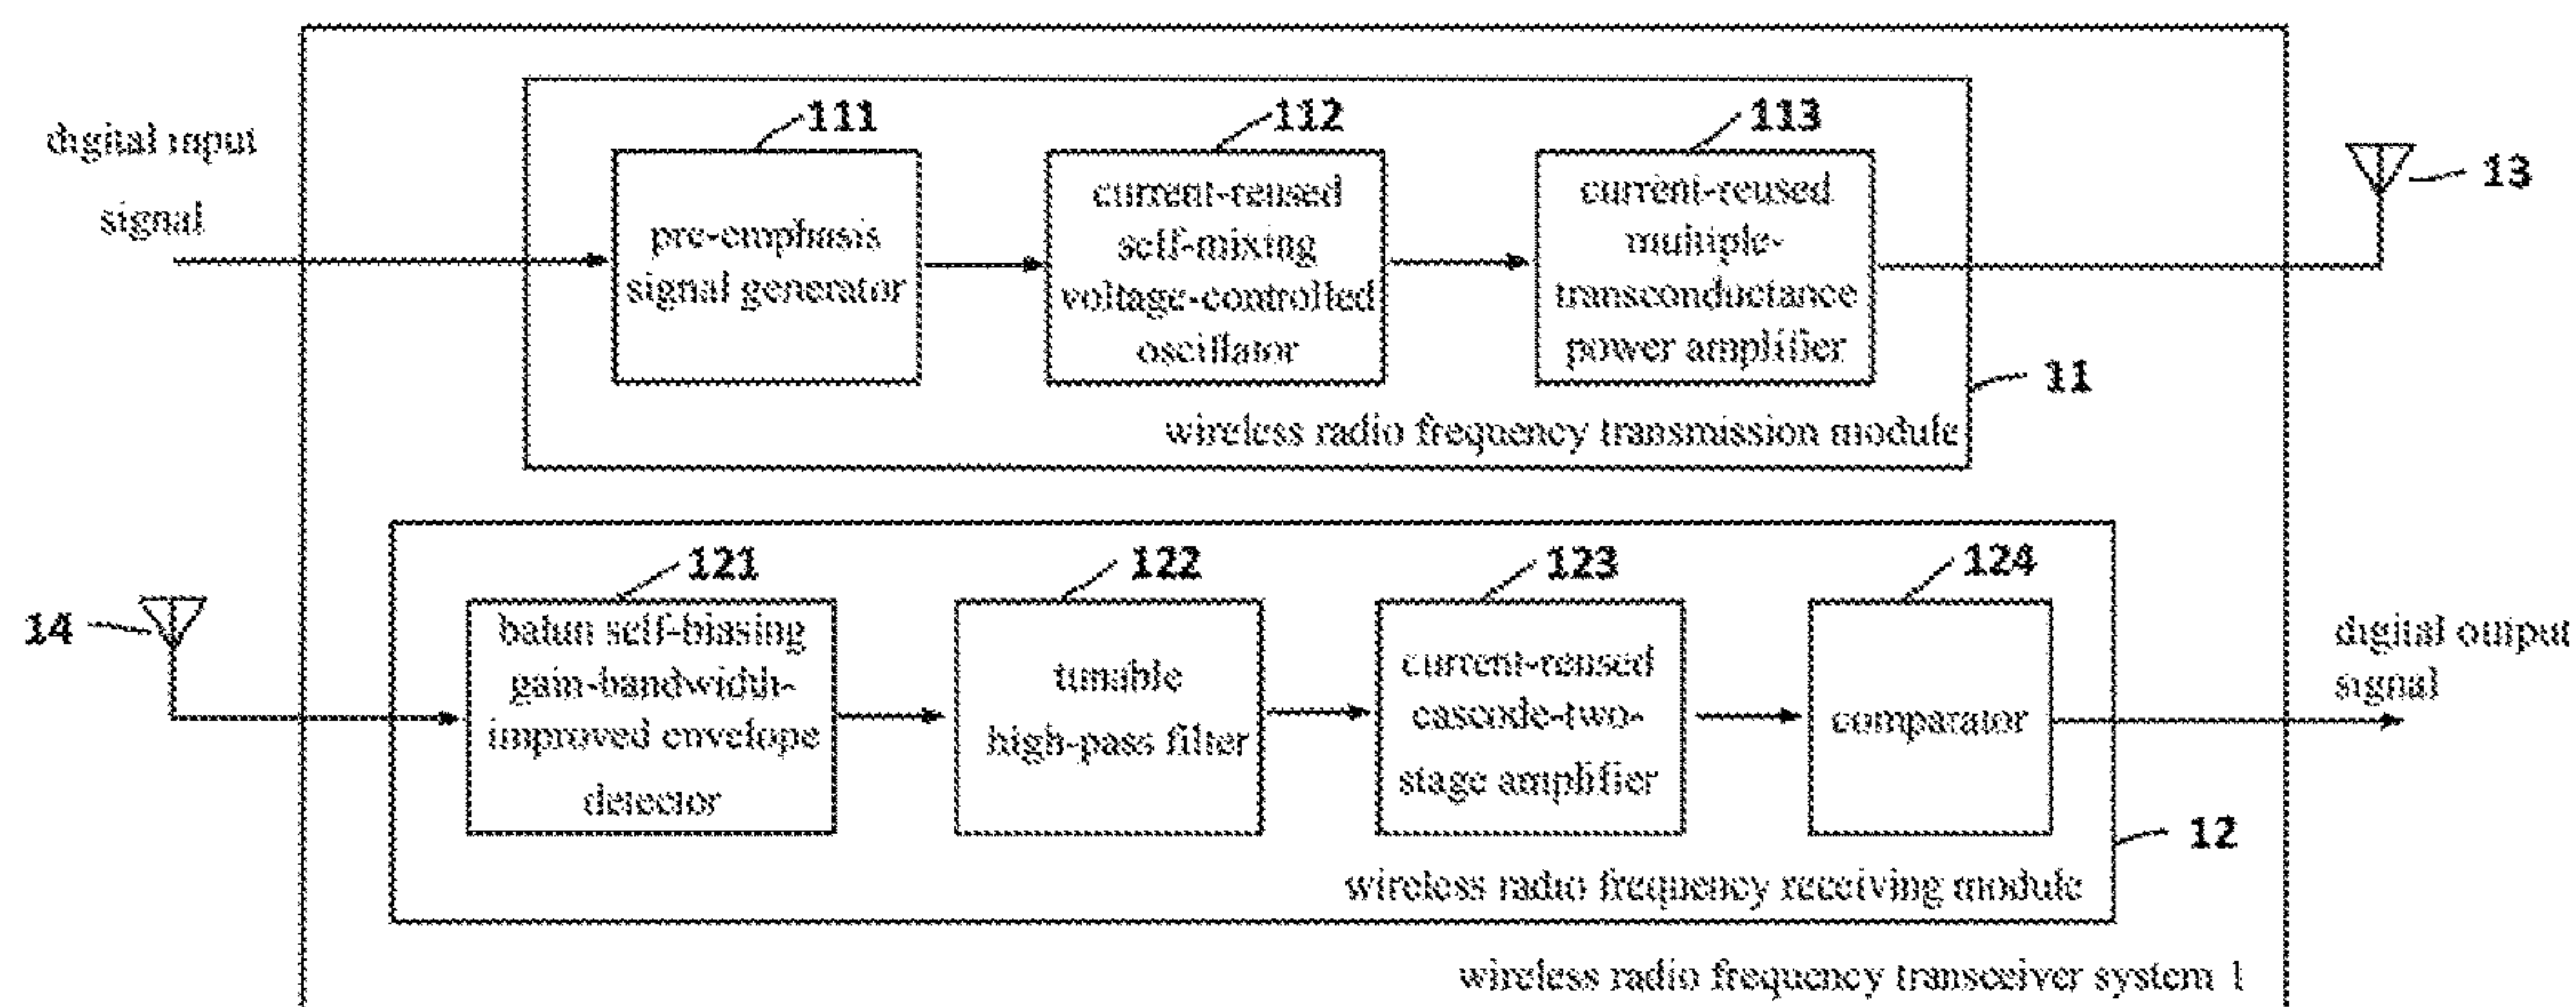 digital input
signal
111
112
113
13
pre-emphasis
signal generator
current-reused
self-mixing
voltage-controlled
oscillator
current-reused
multiple-
transconductance
power amplifier
11
wireless radio frequency transmission module
121
122
123
124
14
balun self-biasing
gain-bandwidth-
improved envelope
detector
tunable
high-pass filter
current-reused
cascode-two-
stage amplifier
comparator
digital output
signal
12
wireless radio frequency receiving module
wireless radio frequency transceiver system 1